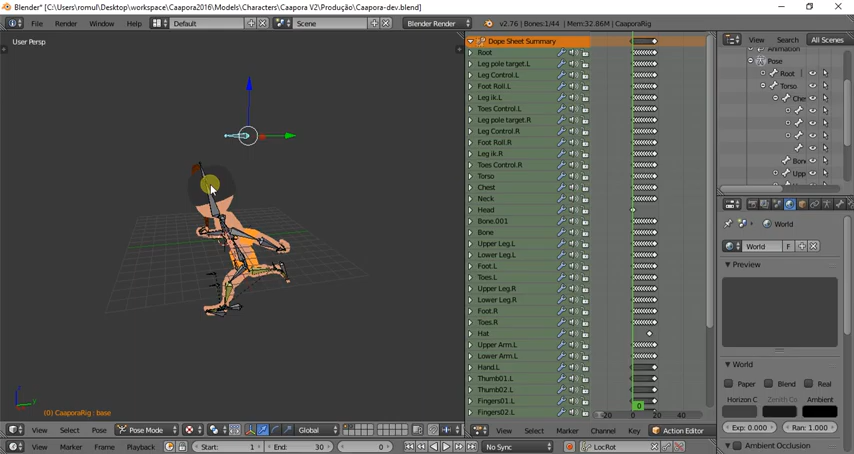 Blender* [C:\Users\romul\Desktop\Workspace\Caapora2016\Models\Characters\Caapora V2\Produção\Caapora-dev.blend]
File Render Window Help Default Scene Blender Render v2.76 | Bones:1/44 | Mem:32.86M | CaaporaRig
User Persp
Dope Sheet Summary
Root
Leg pole target.L
Leg Control.L
Foot Roll.L
Leg ik.L
Toes Control.L
Leg pole target.R
Leg Control.R
Foot Roll.R
Leg ik.R
Toes Control.R
Torso
Chest
Neck
Head
Bone.001
Bone
Upper Leg.L
Lower Leg.L
Foot.L
Toes.L
Upper Leg.R
Lower Leg.R
Foot.R
Toes.R
Hat
Upper Arm.L
Lower Arm.L
Hand.L
Thumb01.L
Thumb02.L
Fingers01.L
Fingers02.L
0
-20 0 20 40
View Search All Scenes
Animation
Pose
Root
Torso
Che
Bon
Upp
World
World F
Preview
World
Paper Blend Real
Horizon C Zenith Co Ambient
Expo: 0.000 Ran: 1.000
Ambient Occlusion
z
y
(0) CaaporaRig : base
View Select Pose Pose Mode Global
View Select Marker Channel Key Action Editor
View Marker Frame Playback Start: 1 End: 30 0 No Sync LocRot